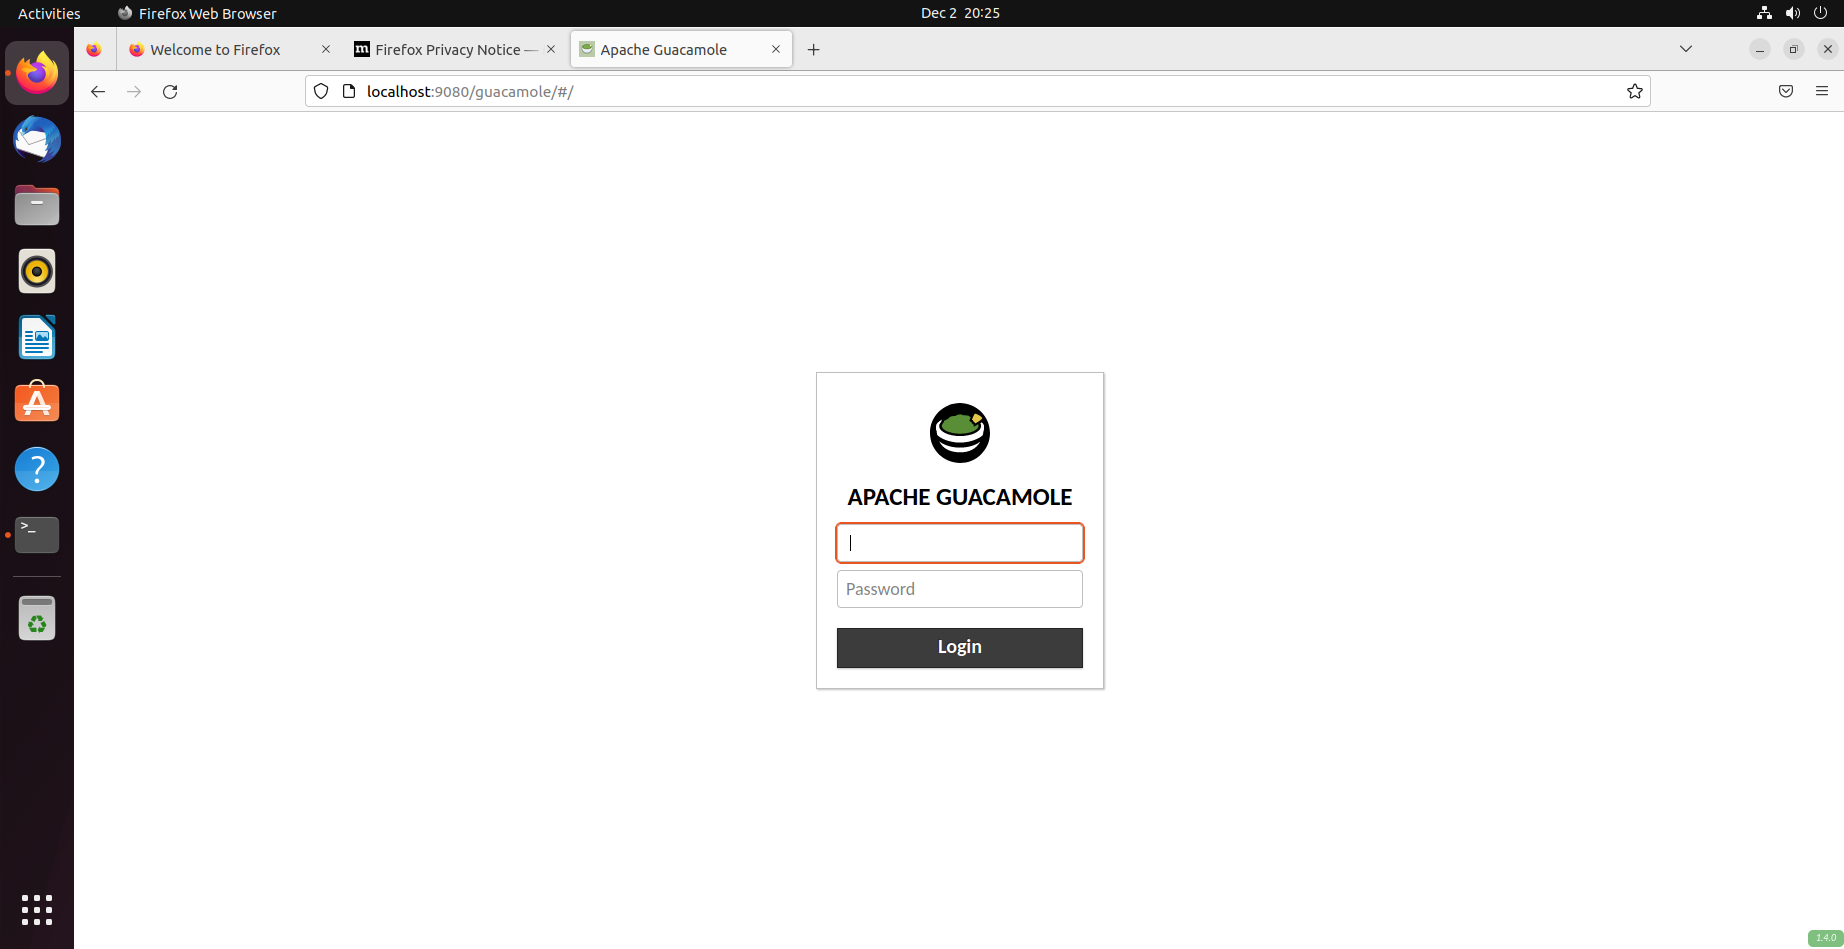 Activities
Firefox Web Browser
Dec 2 20:25
Welcome to Firefox
Firefox Privacy Notice —
Apache Guacamole
localhost:9080/guacamole/#/
APACHE GUACAMOLE
Password
Login
1.4.0